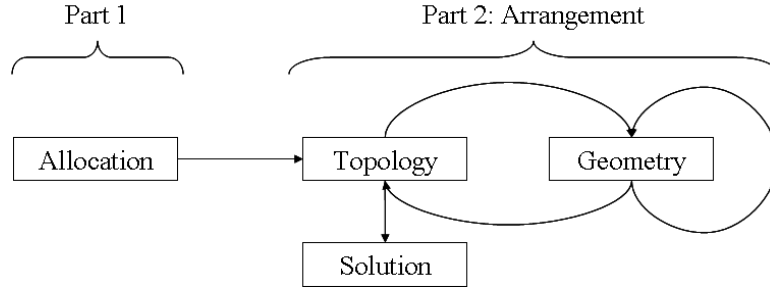 Part 1
Part 2: Arrangement
Allocation
Topology
Geometry
Solution